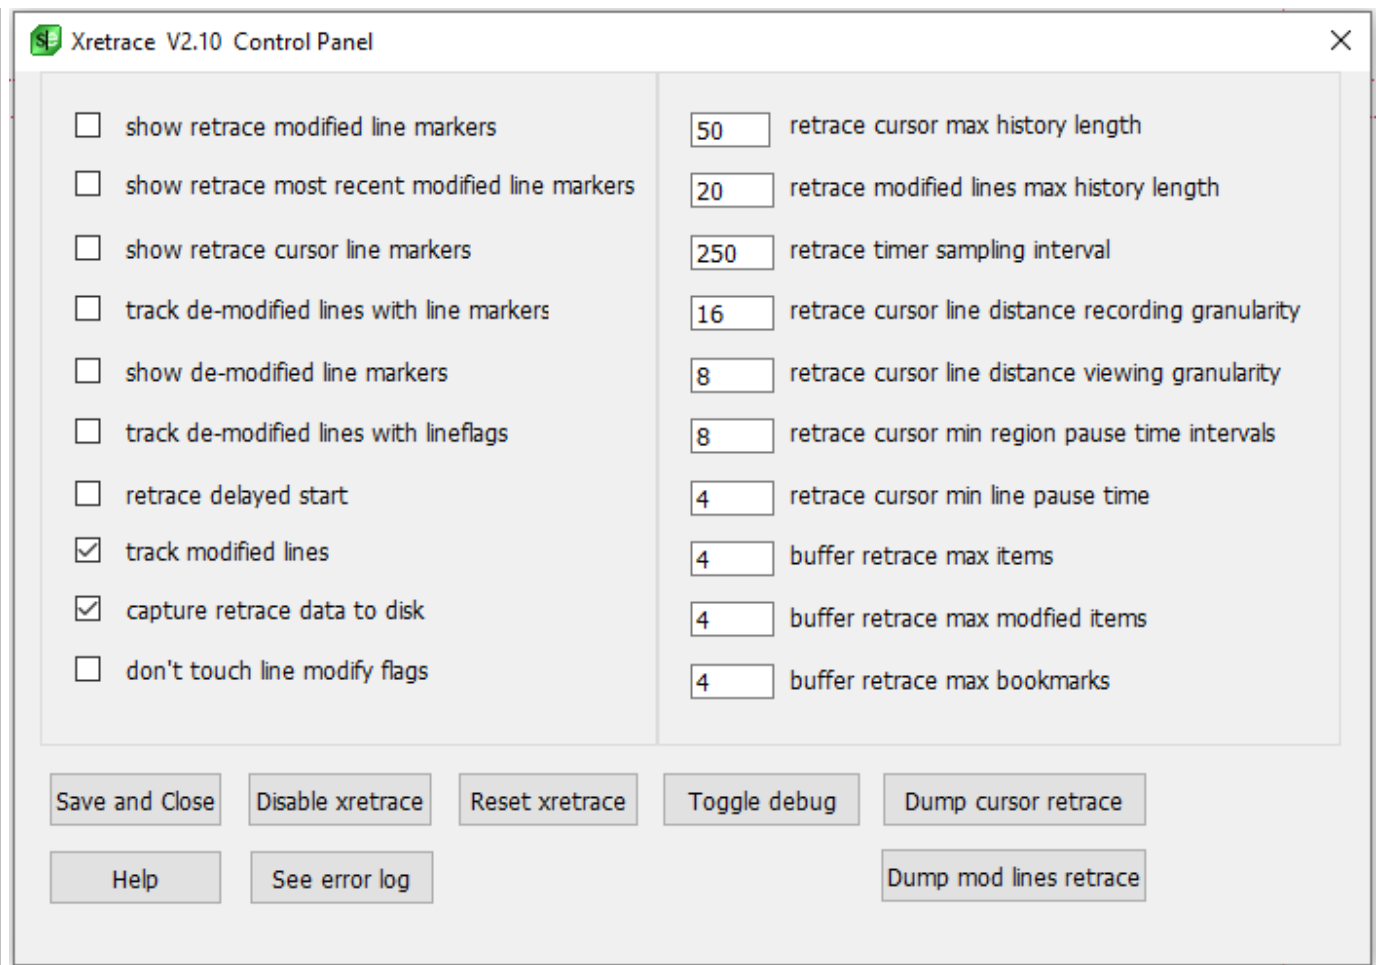 Xretrace V2.10 Control Panel
show retrace modified line markers
show retrace most recent modified line markers
show retrace cursor line markers
track de-modified lines with line markers
show de-modified line markers
track de-modified lines with lineflags
retrace delayed start
track modified lines
capture retrace data to disk
don't touch line modify flags
50 retrace cursor max history length
20 retrace modified lines max history length
250 retrace timer sampling interval
16 retrace cursor line distance recording granularity
8 retrace cursor line distance viewing granularity
8 retrace cursor min region pause time intervals
4 retrace cursor min line pause time
4 buffer retrace max items
4 buffer retrace max modfied items
4 buffer retrace max bookmarks
Save and Close Disable xretrace Reset xretrace Toggle debug Dump cursor retrace
Help See error log Dump mod lines retrace